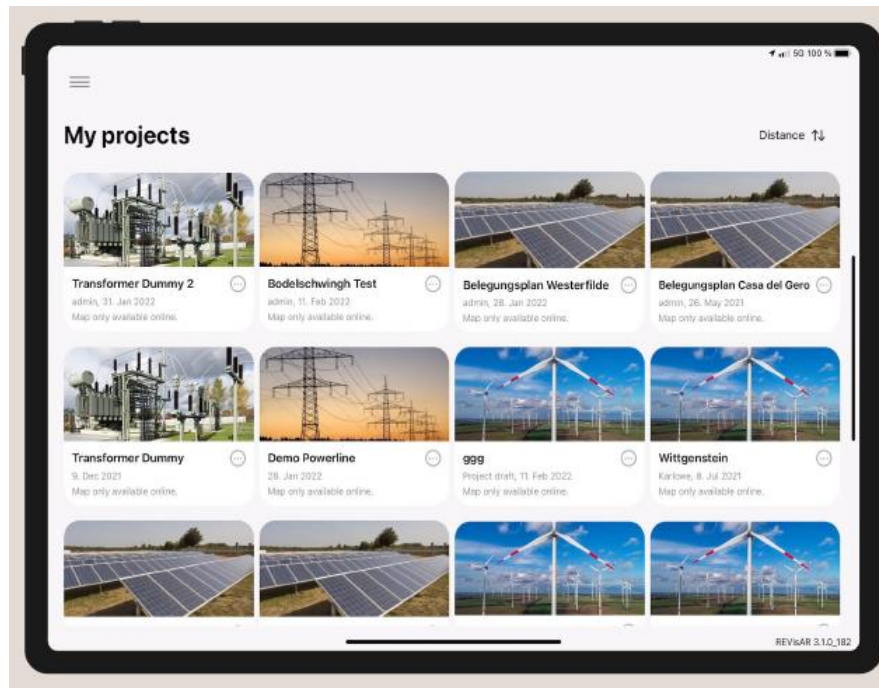 5G 100 %
My projects
Distance
Transformer Dummy 2
admin, 31. Jan 2022
Map only available online.
Bodelschwingh Test
admin, 11. Feb 2022
Map only available online.
Belegungsplan Westerfilde
admin, 28. Jan 2022
Map only available online.
Belegungsplan Casa del Gero
admin, 26. May 2021
Map only available online.
Transformer Dummy
9. Dec 2021
Map only available online.
Demo Powerline
28. Jan 2022
Map only available online.
ggg
Project draft, 11. Feb 2022
Map only available online.
Wittgenstein
Karlowe, 8. Jul 2021
Map only available online.
REVisAR 3.1.0_182